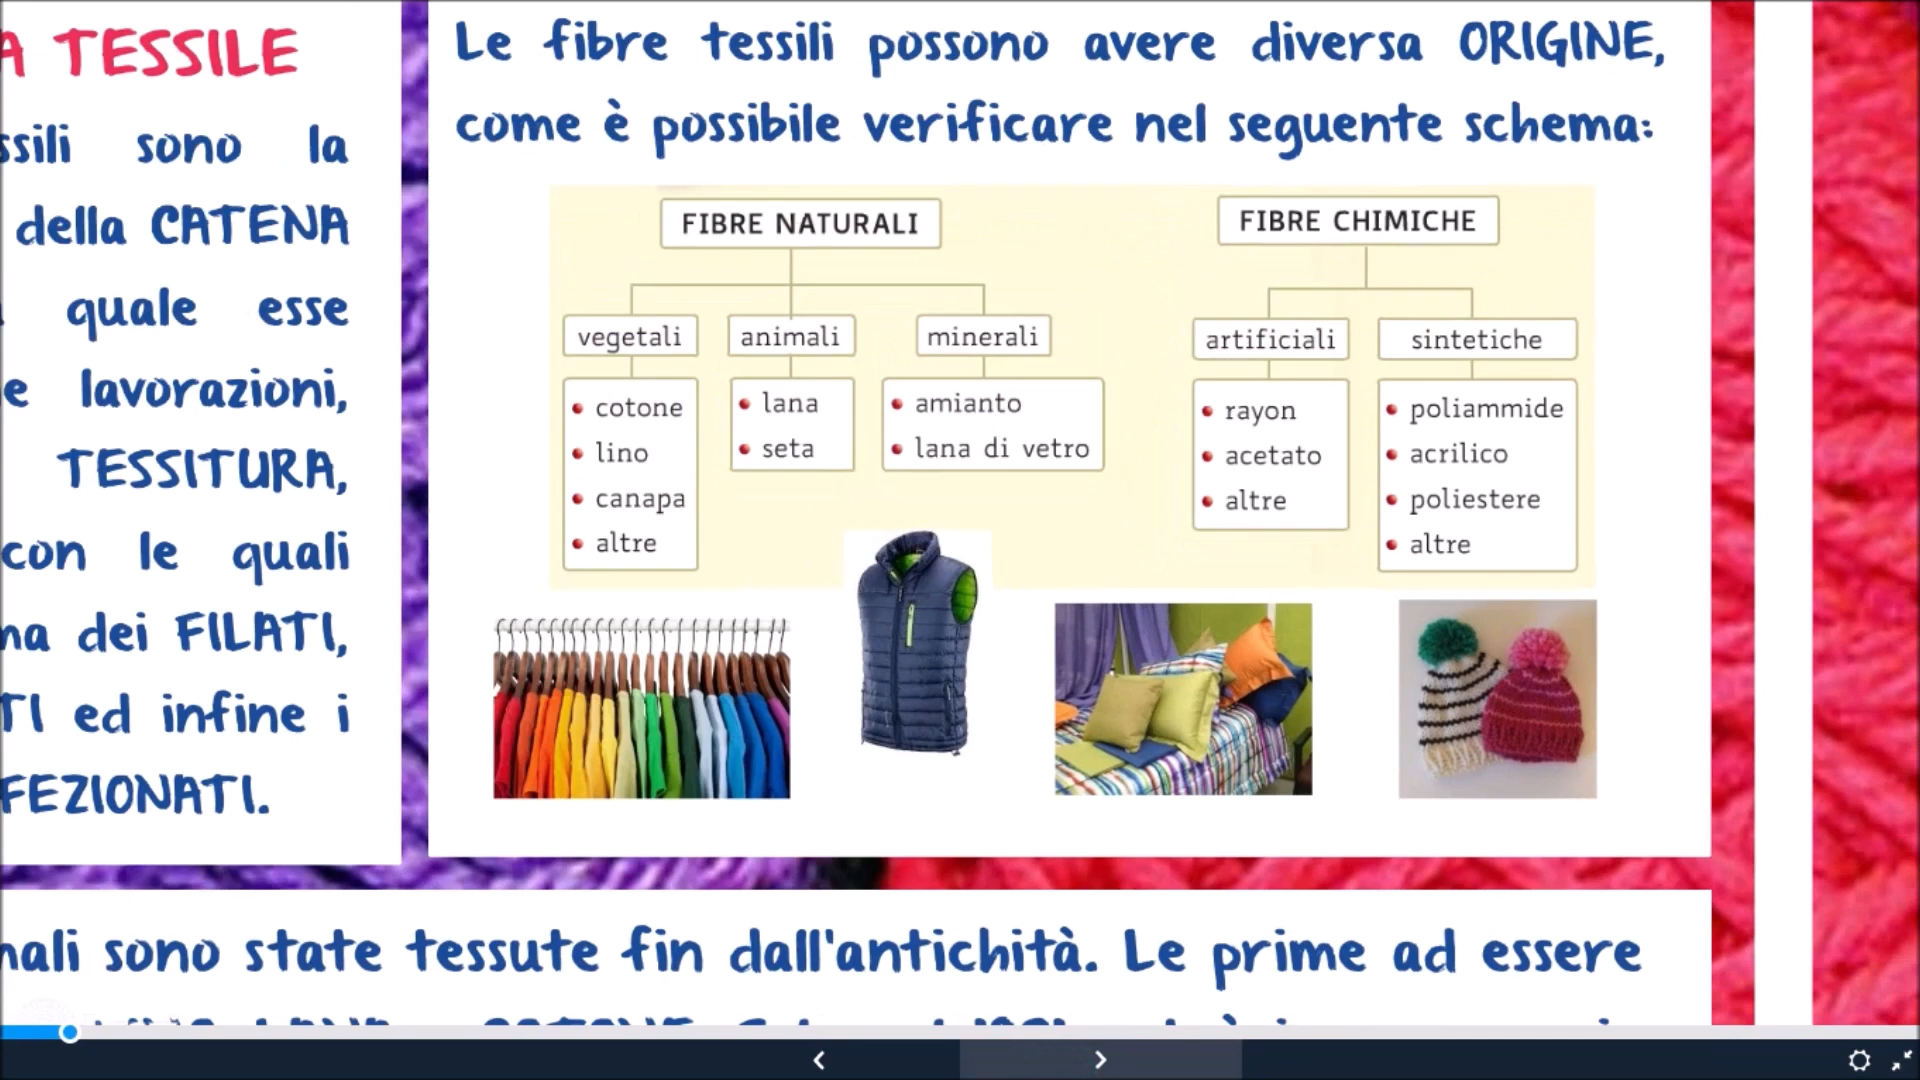 A TESSILE
ssili sono la
della CATENA
quale esse
e lavorazioni,
TESSITURA,
con le quali
ma dei FILATI,
TI ed infine i
FEZIONATI.
Le fibre tessili possono avere diversa ORIGINE,
come è possibile verificare nel seguente schema:
FIBRE NATURALI
vegetali
cotone
lino
canapa
altre
animali
lana
seta
minerali
amianto
lana di vetro
FIBRE CHIMICHE
artificiali
rayon
acetato
altre
sintetiche
poliammide
acrilico
poliestere
altre
nali sono state tessute fin dall'antichità. Le prime ad essere